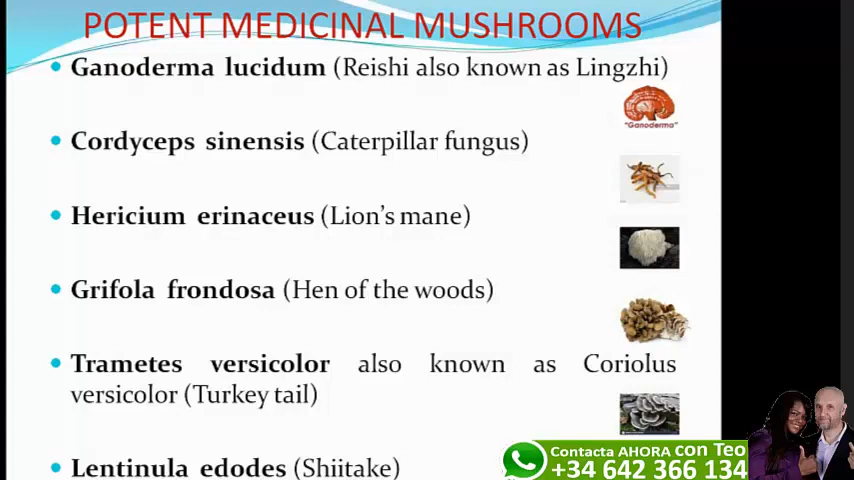 POTENT MEDICINAL MUSHROOMS
• Ganoderma lucidum (Reishi also known as Lingzhi)
"Ganoderma"
• Cordyceps sinensis (Caterpillar fungus)
• Hericium erinaceus (Lion's mane)
• Grifola frondosa (Hen of the woods)
• Trametes versicolor also known as Coriolus
versicolor (Turkey tail)
• Lentinula edodes (Shiitake)
Contacta AHORA con Teo
+34 642 366 134